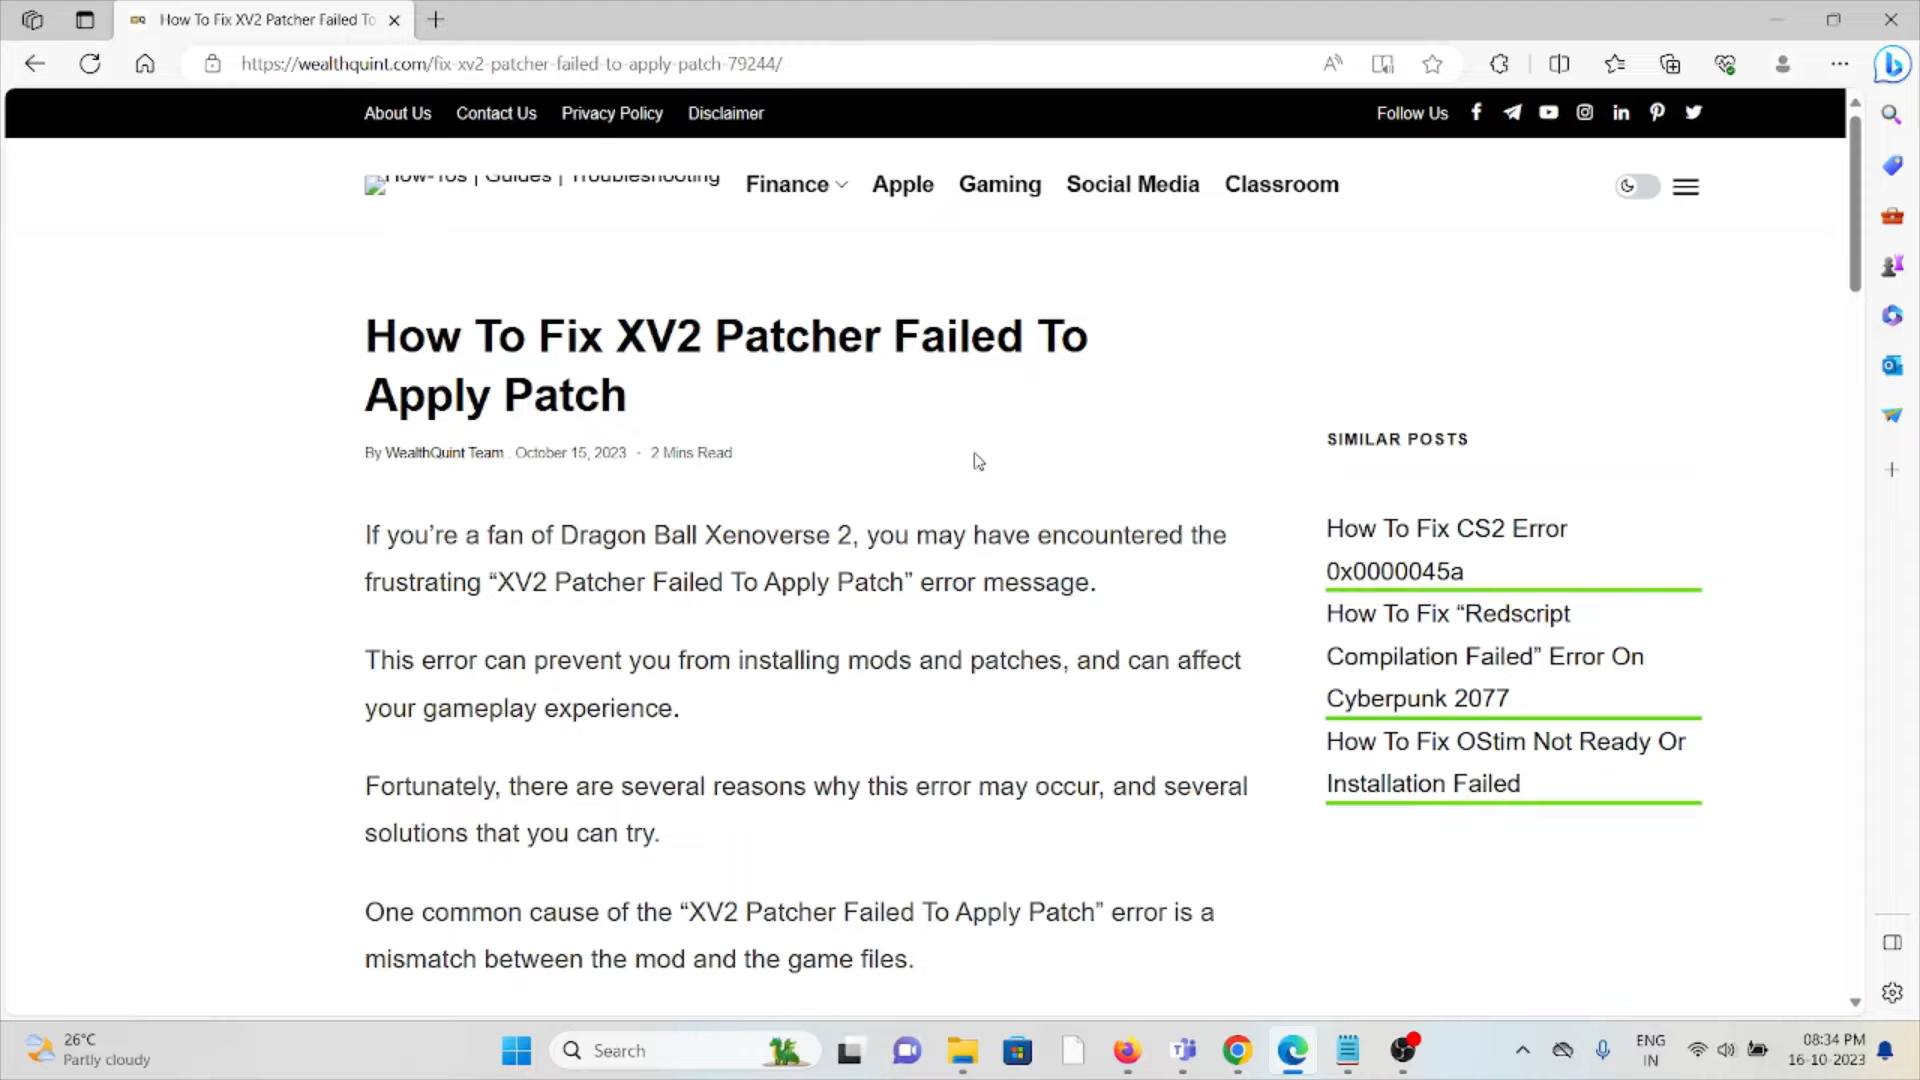 How To Fix XV2 Patcher Failed To
https://wealthquint.com/fix-xv2-patcher-failed-to-apply-patch-79244/
About Us Contact Us Privacy Policy Disclaimer Follow Us
How-Tos | Guides | Troubleshooting Finance Apple Gaming Social Media Classroom
How To Fix XV2 Patcher Failed To
Apply Patch
By WealthQuint Team . October 15, 2023 · 2 Mins Read
If you’re a fan of Dragon Ball Xenoverse 2, you may have encountered the
frustrating “XV2 Patcher Failed To Apply Patch” error message.
This error can prevent you from installing mods and patches, and can affect
your gameplay experience.
Fortunately, there are several reasons why this error may occur, and several
solutions that you can try.
One common cause of the “XV2 Patcher Failed To Apply Patch” error is a
mismatch between the mod and the game files.
SIMILAR POSTS
How To Fix CS2 Error
0x0000045a
How To Fix “Redscript
Compilation Failed” Error On
Cyberpunk 2077
How To Fix OStim Not Ready Or
Installation Failed
26°C
Partly cloudy
Search
ENG
IN
08:34 PM
16-10-2023